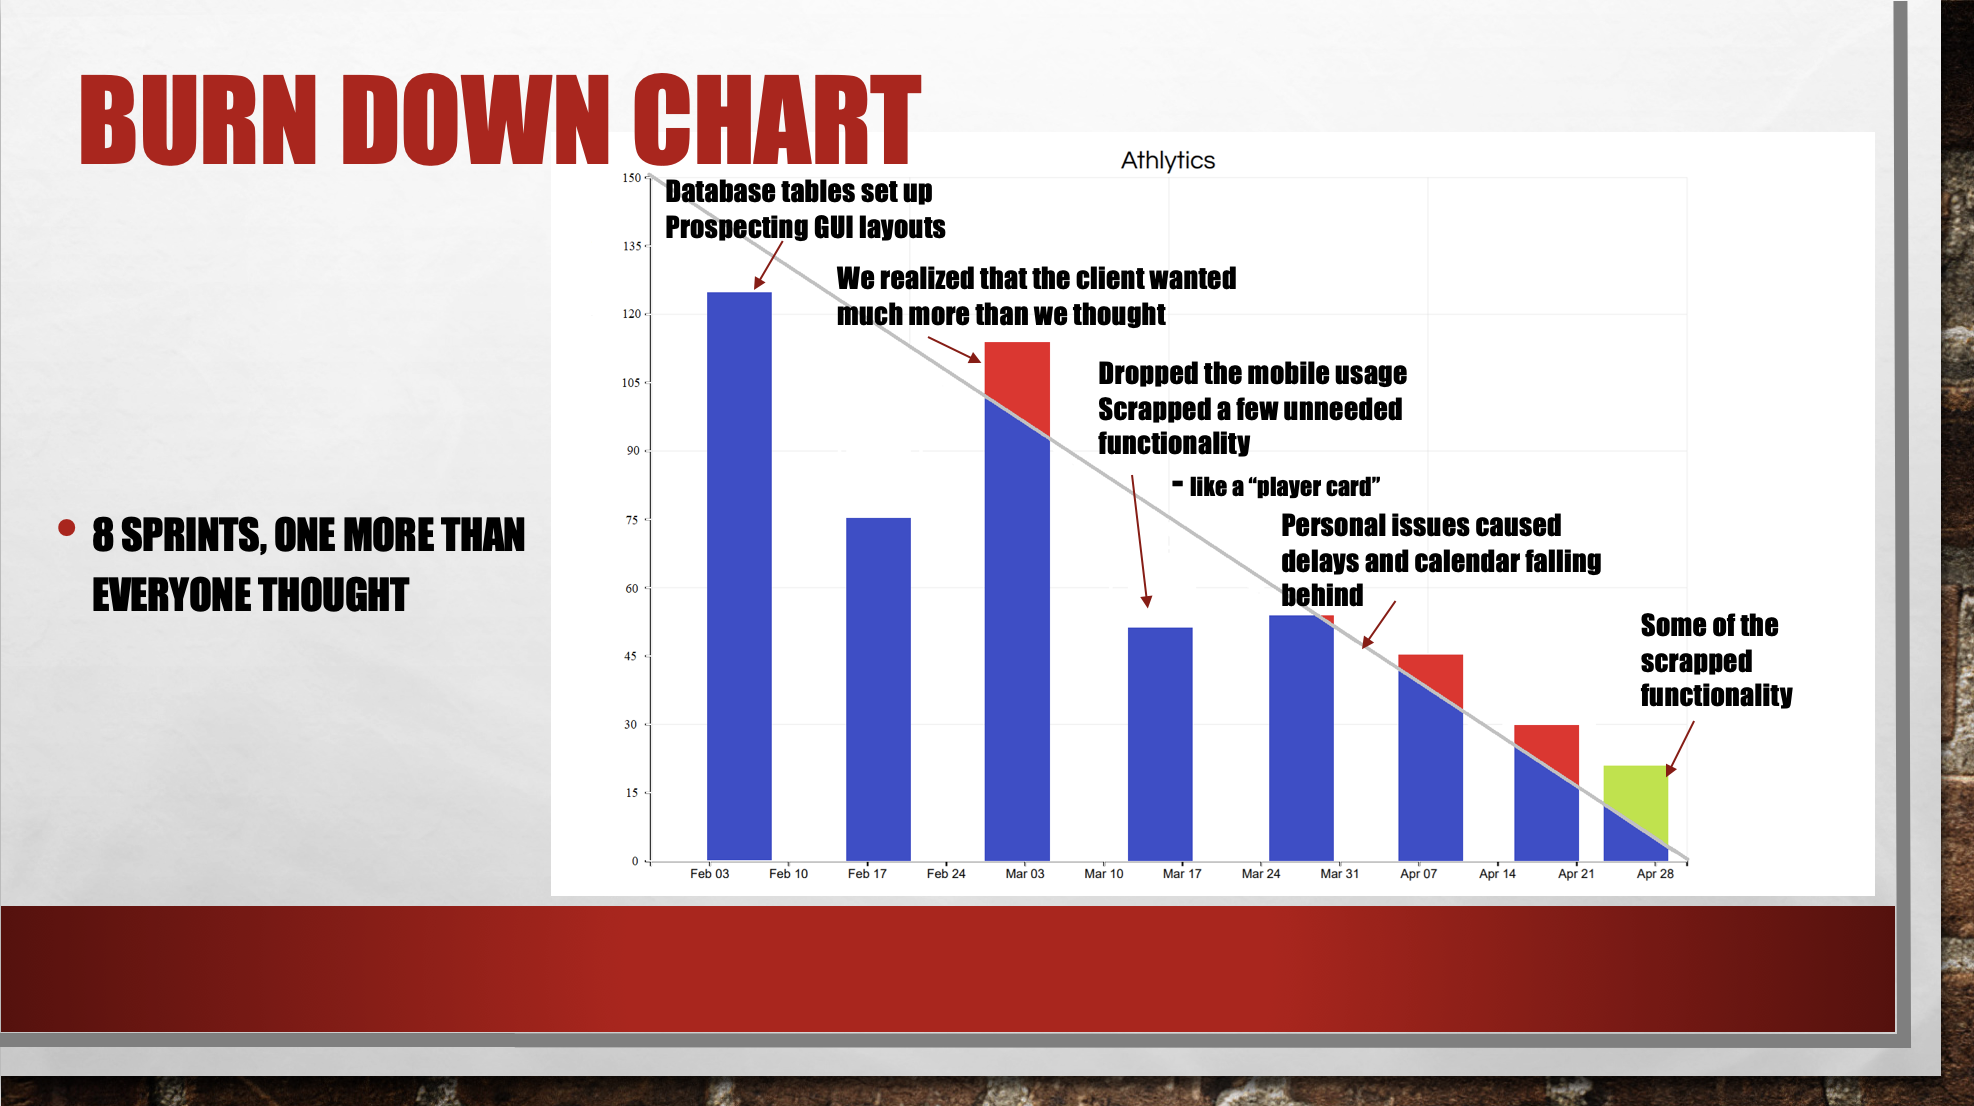 BURN DOWN CHART
• 8 SPRINTS, ONE MORE THAN
EVERYONE THOUGHT
Athlytics
Database tables set up
Prospecting GUI layouts
We realized that the client wanted
much more than we thought
Dropped the mobile usage
Scrapped a few unneeded
functionality
- like a “player card”
Personal issues caused
delays and calendar falling
behind
Some of the
scrapped
functionality
150
135
120
105
90
75
60
45
30
15
0
Feb 03 Feb 10 Feb 17 Feb 24 Mar 03 Mar 10 Mar 17 Mar 24 Mar 31 Apr 07 Apr 14 Apr 21 Apr 28